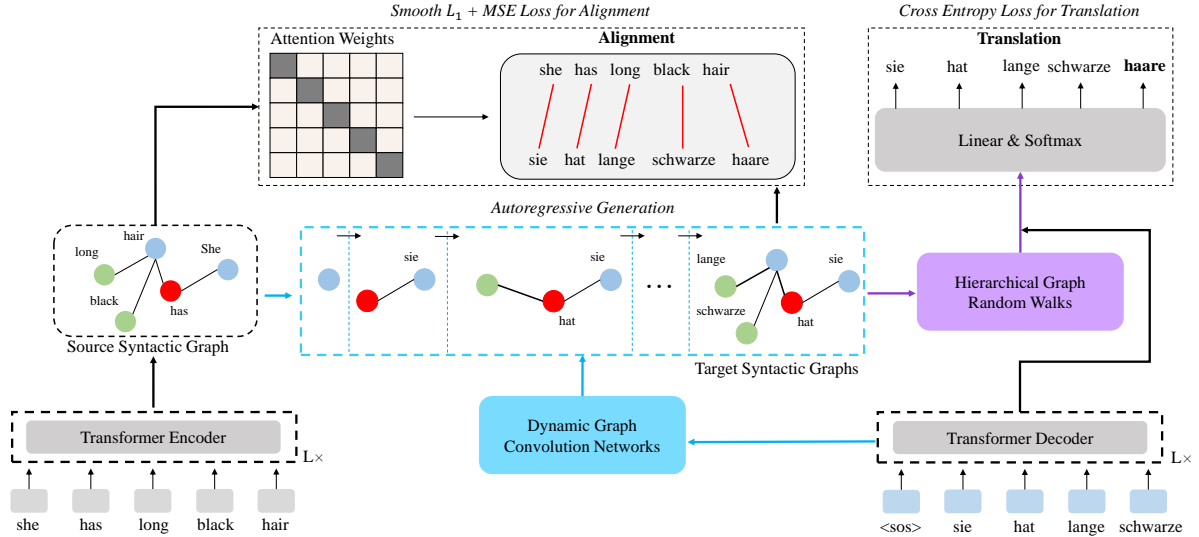 Smooth L₁ + MSE Loss for Alignment
Cross Entropy Loss for Translation
Attention Weights
Alignment
she has long black hair
sie hat lange schwarze haare
Translation
sie hat lange schwarze haare
Linear & Softmax
Autoregressive Generation
hair
long
She
black
has
Source Syntactic Graph
sie
sie
hat
...
lange
sie
schwarze
hat
Target Syntactic Graphs
Hierarchical Graph
Random Walks
Transformer Encoder
L×
she has long black hair
Dynamic Graph
Convolution Networks
Transformer Decoder
L×
<sos> sie hat lange schwarze